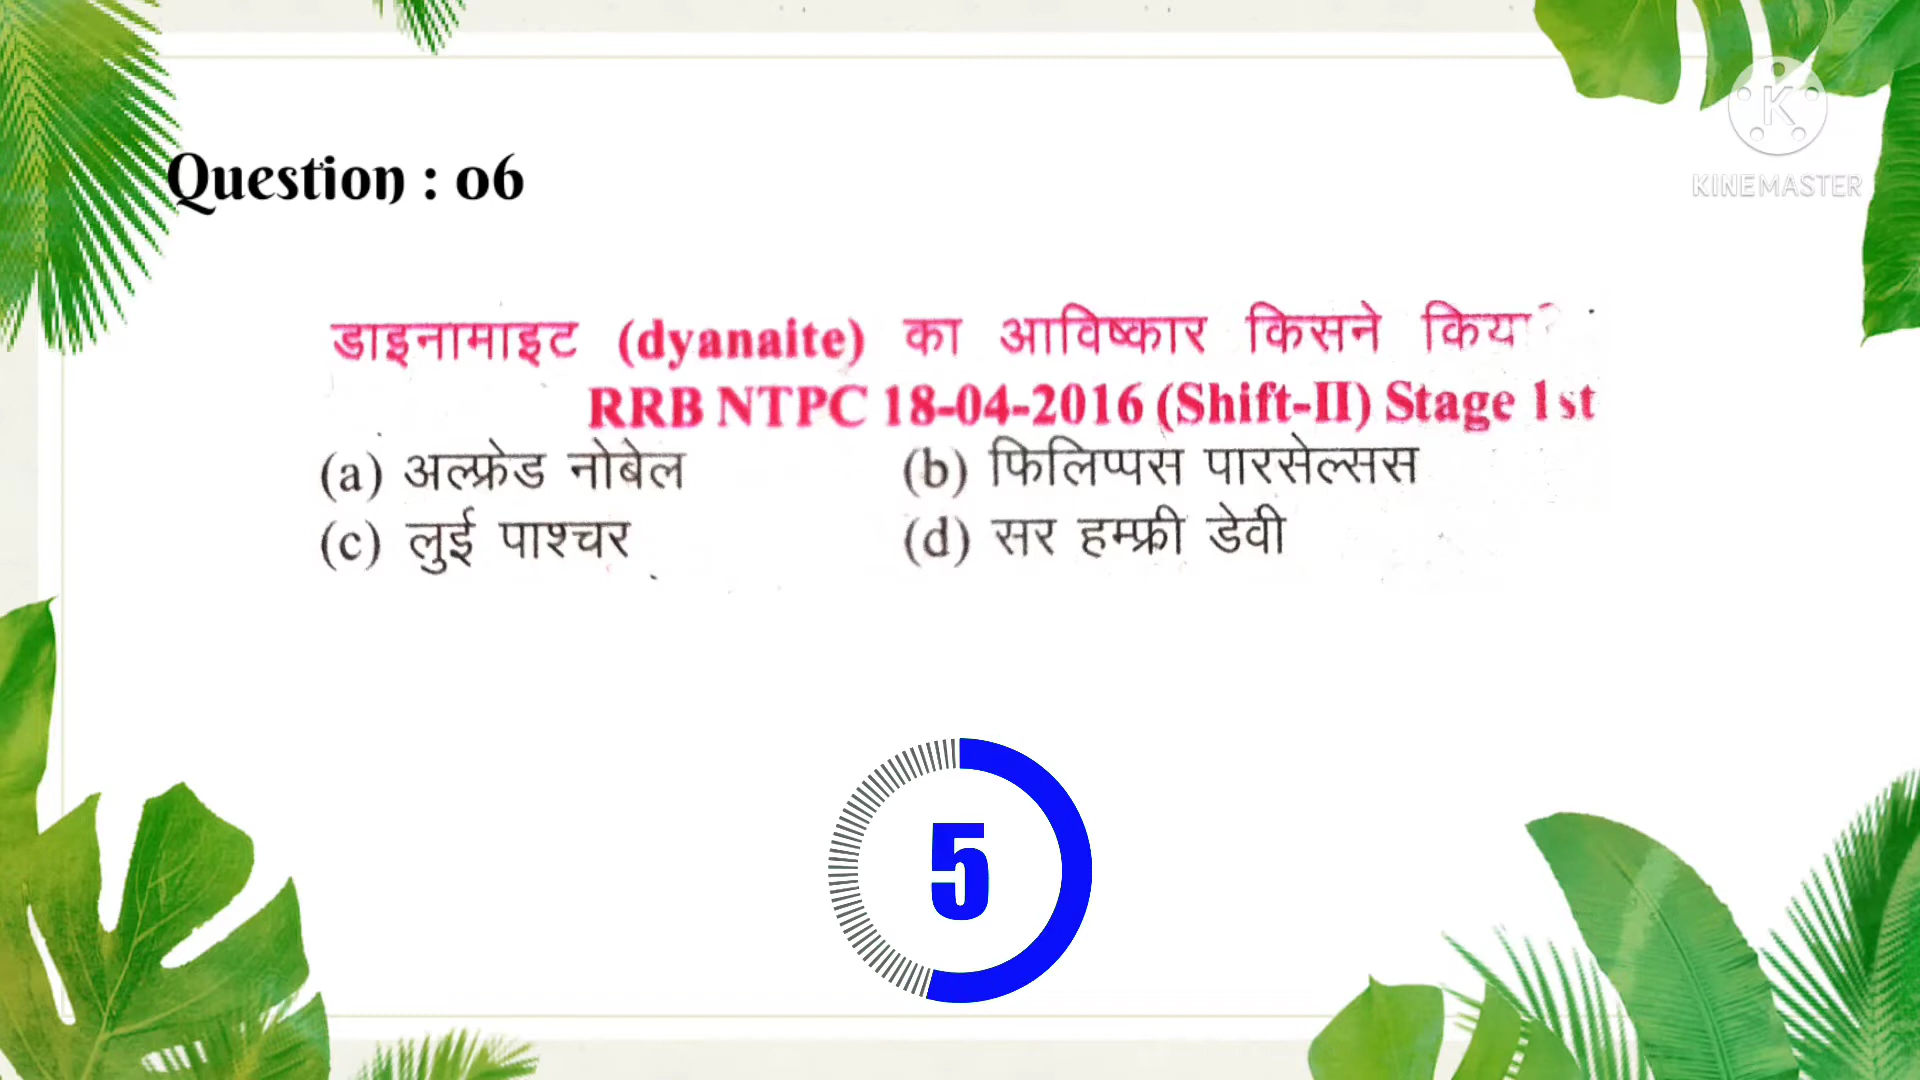 Question : 06
KINEMASTER
डाइनामाइट (dyanaite) का आविष्कार किसने किया?
RRB NTPC 18-04-2016 (Shift-II) Stage 1st
(a) अल्फ्रेड नोबेल (b) फिलिप्पस पारसेल्सस
(c) लुई पाश्चर (d) सर हम्फ्री डेवी
5